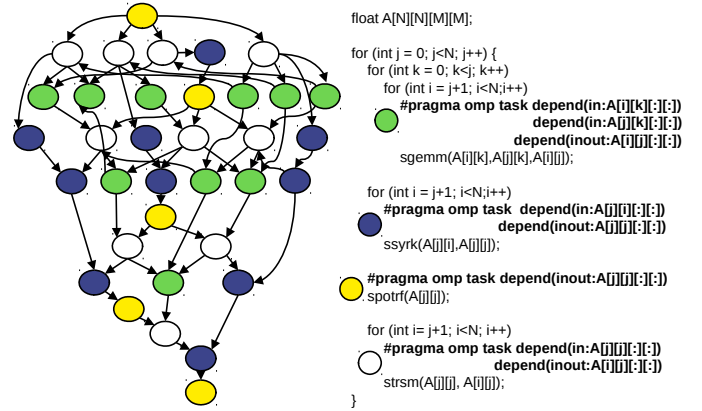 float A[N][N][M][M];
for (int j = 0; j<N; j++) {
for (int k = 0; k<j; k++)
for (int i = j+1; i<N;i++)
#pragma omp task depend(in:A[i][k][:][:])
depend(in:A[j][k][:][:])
depend(inout:A[i][j][:][:])
sgemm(A[i][k],A[j][k],A[i][j]);
for (int i = j+1; i<N;i++)
#pragma omp task  depend(in:A[j][i][:][:])
depend(inout:A[j][j][:][:])
ssyrk(A[j][i],A[j][j]);
#pragma omp task depend(inout:A[j][j][:][:])
spotrf(A[j][j]);
for (int i= j+1; i<N; i++)
#pragma omp task depend(in:A[j][j][:][:])
depend(inout:A[i][j][:][:])
strsm(A[j][j], A[i][j]);
}